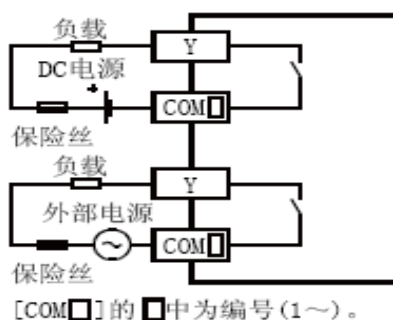 负载
Y
DC电源
+
COM□
保险丝
负载
Y
外部电源
~
COM□
保险丝
[COM□]的□中为编号(1～)。